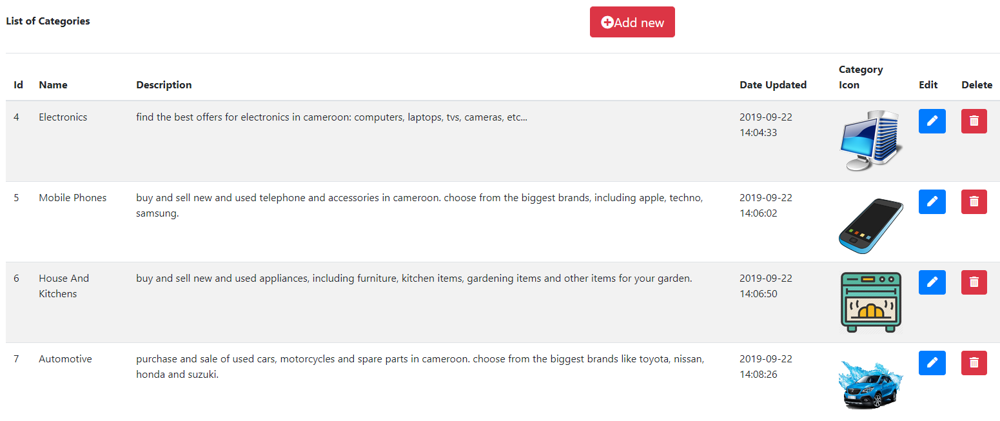 List of Categories
Add new
Category
Id Name Description Date Updated Icon Edit Delete
4 Electronics find the best offers for electronics in cameroon: computers, laptops, tvs, cameras, etc... 2019-09-22
14:04:33
5 Mobile Phones buy and sell new and used telephone and accessories in cameroon. choose from the biggest brands, including apple, techno, 2019-09-22
samsung. 14:06:02
6 House And buy and sell new and used appliances, including furniture, kitchen items, gardening items and other items for your garden. 2019-09-22
Kitchens 14:06:50
7 Automotive purchase and sale of used cars, motorcycles and spare parts in cameroon. choose from the biggest brands like toyota, nissan, 2019-09-22
honda and suzuki. 14:08:26